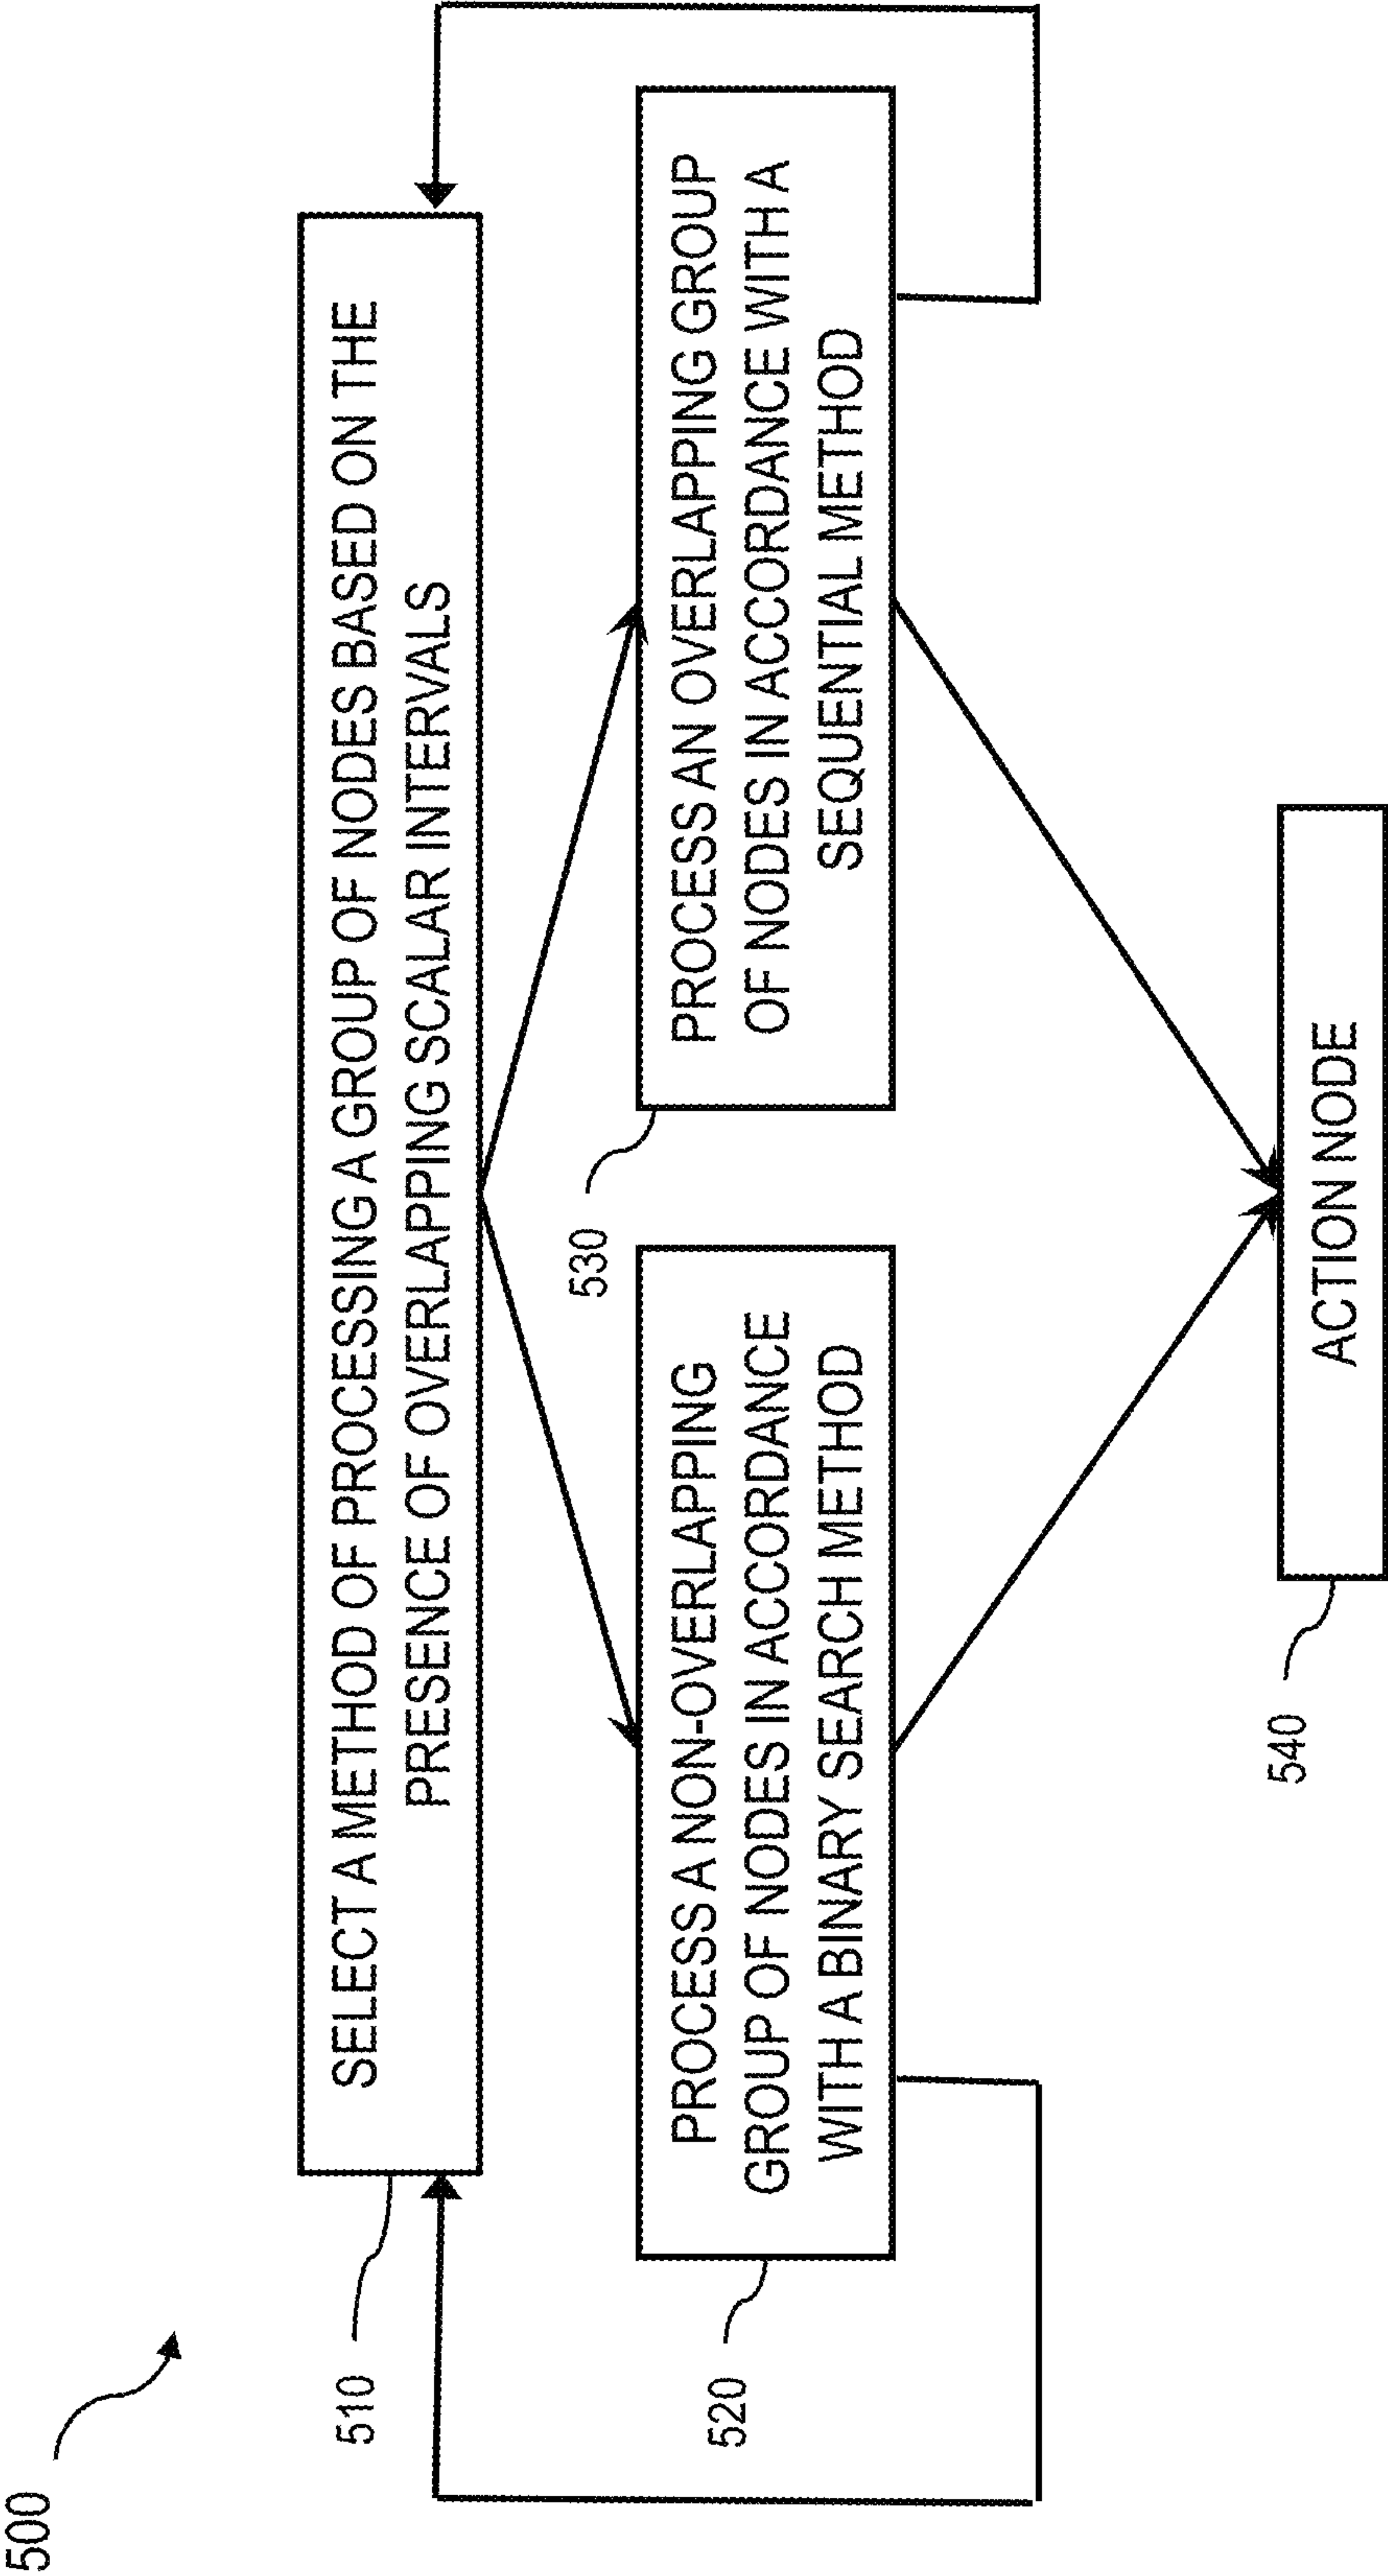 500
510
SELECT A METHOD OF PROCESSING A GROUP OF NODES BASED ON THE
PRESENCE OF OVERLAPPING SCALAR INTERVALS
520
PROCESS A NON-OVERLAPPING
GROUP OF NODES IN ACCORDANCE
WITH A BINARY SEARCH METHOD
530
PROCESS AN OVERLAPPING GROUP
OF NODES IN ACCORDANCE WITH A
SEQUENTIAL METHOD
540
ACTION NODE